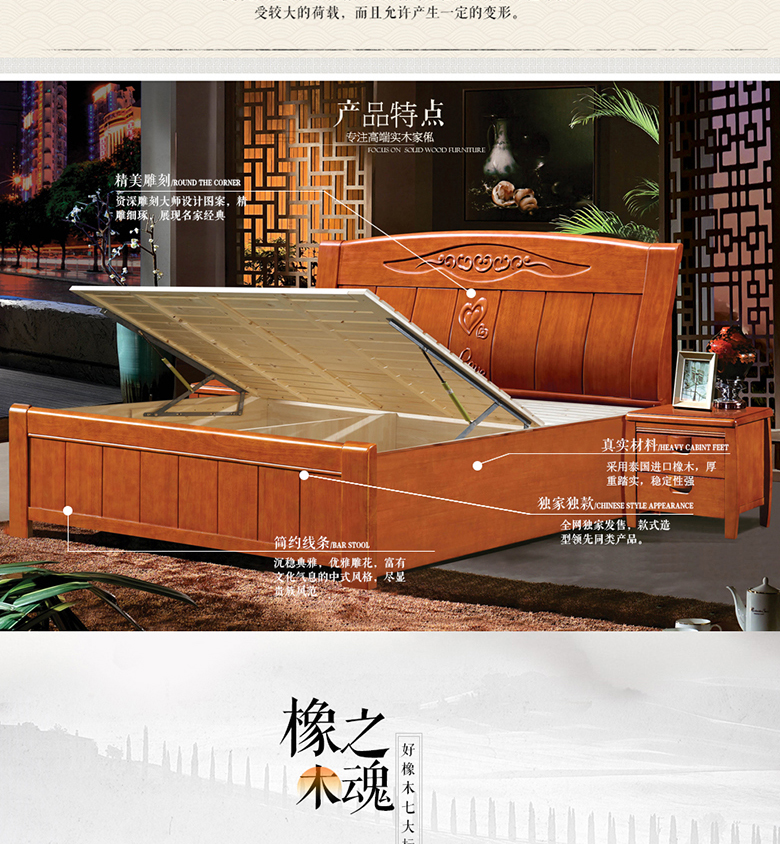 受较大的荷载，而且允许产生一定的变形。
产品特点
专注高端实木家俬
FOCUS ON SOLID WOOD FURNITURE
精美雕刻/ROUND THE CORNER
资深雕刻大师设计图案，精
雕细琢，展现名家经典
Love
真实材料/HEAVY CABINT FEET
采用泰国进口橡木，厚
重踏实，稳定性强
独家独款/CHINESE STYLE APPEARANCE
全网独家发售，款式造
型领先同类产品。
简约线条/BAR STOOL
沉稳典雅，优雅雕花，富有
文化气息的中式风格，尽显
贵族风范
橡之
木魂
好橡木七大标